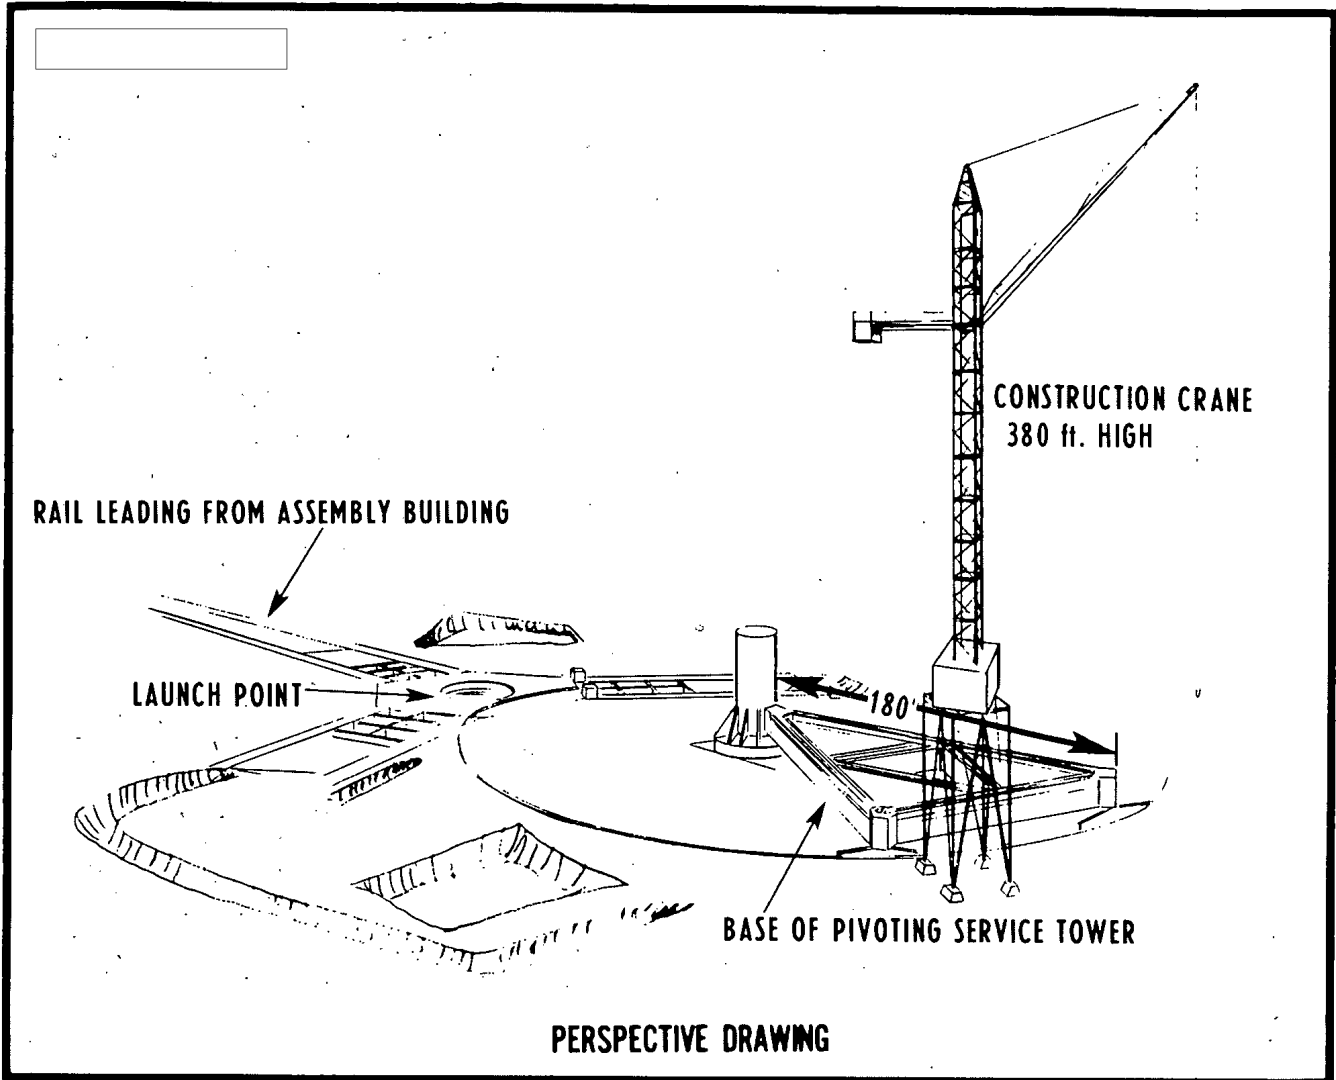 CONSTRUCTION CRANE
380 ft. HIGH
RAIL LEADING FROM ASSEMBLY BUILDING
LAUNCH POINT
180'
BASE OF PIVOTING SERVICE TOWER
PERSPECTIVE DRAWING